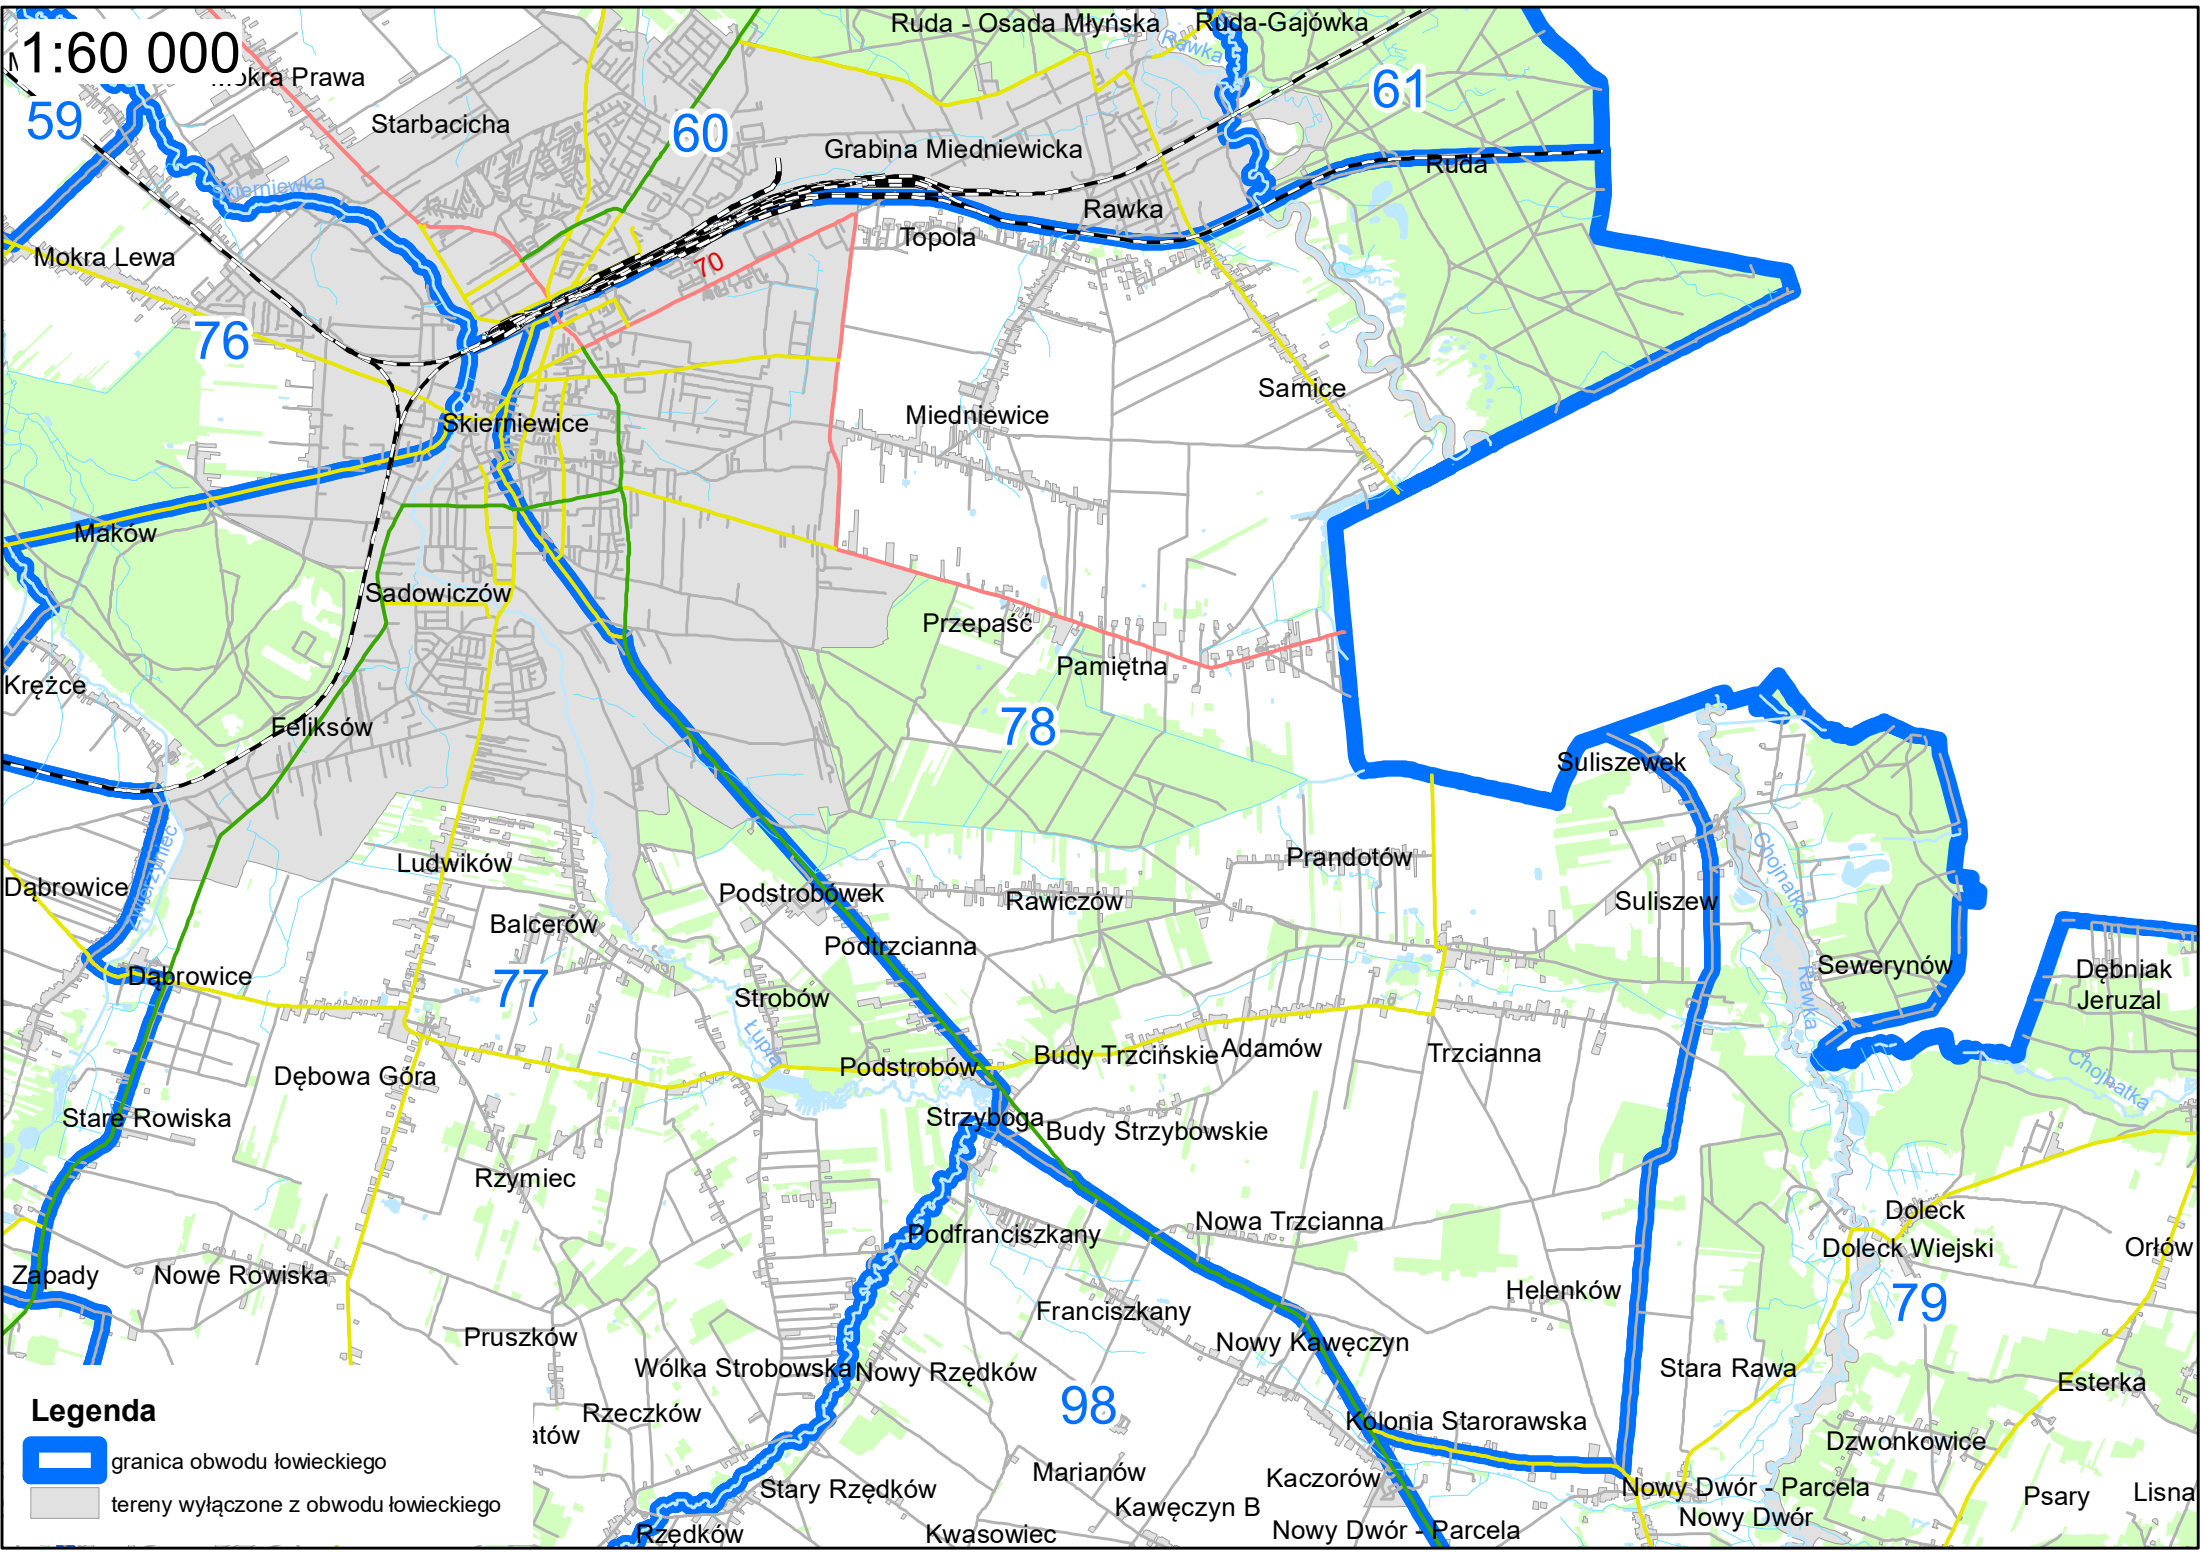 Ruda - Osada Młyńska
Ruda-Gajówka
1:60 000
Rawka
Mokra Prawa
61
59
Starbacicha
60
Grabina Miedniewicka
Ruda
Skierniewka
Rawka
Topola
Mokra Lewa
70
76
Samice
Miedniewice
Skierniewice
Maków
Sadowiczów
Przepaść
Pamiętna
Krężce
Feliksów
78
Suliszewek
Zwierzyniec
Ludwików
Prandotów
Chojnatka
Dąbrowice
Podstrobówek
Rawiczów
Suliszew
Balcerów
Podtrzcianna
Sewerynów
Dębniak
Dąbrowice
77
Strobów
Rawka
Jeruzal
Łupia
Budy Trzcińskie
Adamów
Trzcianna
Podstrobów
Dębowa Góra
Chojnatka
Stare Rowiska
Strzyboga
Budy Strzybowskie
Rzymiec
Doleck
Nowa Trzcianna
Podfranciszkany
Doleck Wiejski
Orłów
Zapady
Nowe Rowiska
Helenków
79
Franciszkany
Pruszków
Nowy Kawęczyn
Wólka Strobowska
Nowy Rzędków
Stara Rawa
Esterka
98
Legenda
Rzeczków
Kolonia Starorawska
atów
Dzwonkowice
granica obwodu łowieckiego
Marianów
Kaczorów
Stary Rzędków
Nowy Dwór - Parcela
Psary
Lisna
tereny wyłączone z obwodu łowieckiego
Kawęczyn B
Nowy Dwór
Rzędków
Kwasowiec
Nowy Dwór - Parcela